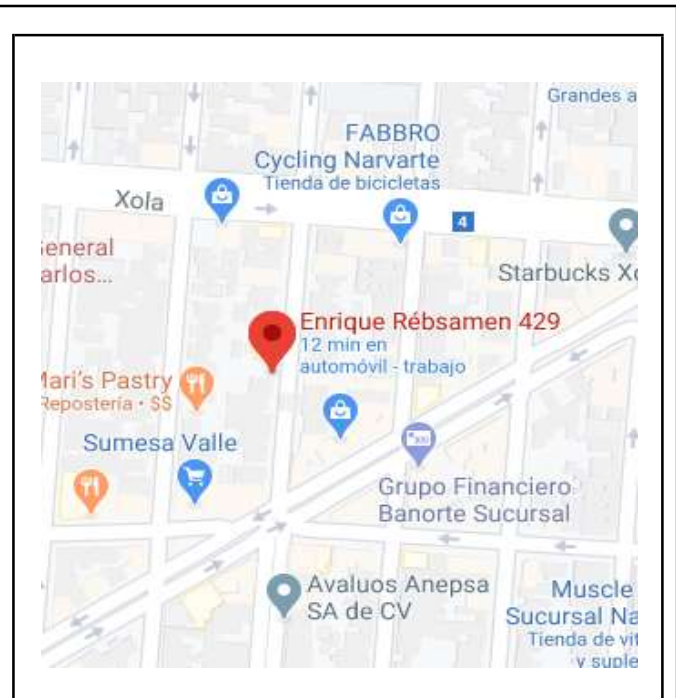 Grandes a
FABBRO
Cycling Narvarte
Tienda de bicicletas
Xola
4
eneral
arlos...
Starbucks Xo
Enrique Rébsamen 429
12 min en
automóvil - trabajo
Mari's Pastry
Repostería · $$
Sumesa Valle
Grupo Financiero
Banorte Sucursal
Avaluos Anepsa
SA de CV
Muscle
Sucursal Na
Tienda de vit
y suple